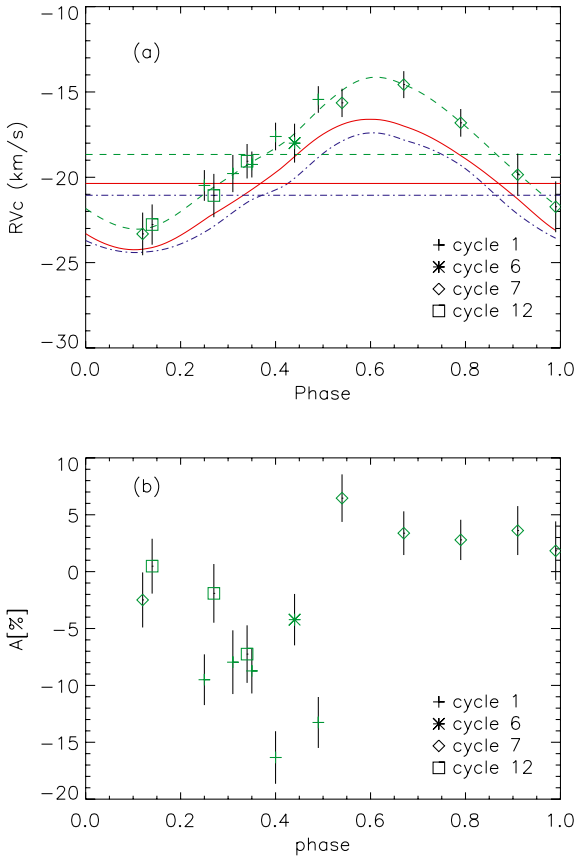 (a)
RVc (km/s)
−10
−15
−20
−25
−30
cycle 1
cycle 6
cycle 7
cycle 12
0.0 0.2 0.4 0.6 0.8 1.0
Phase
(b)
A[%]
10
5
0
−5
−10
−15
−20
cycle 1
cycle 6
cycle 7
cycle 12
0.0 0.2 0.4 0.6 0.8 1.0
phase